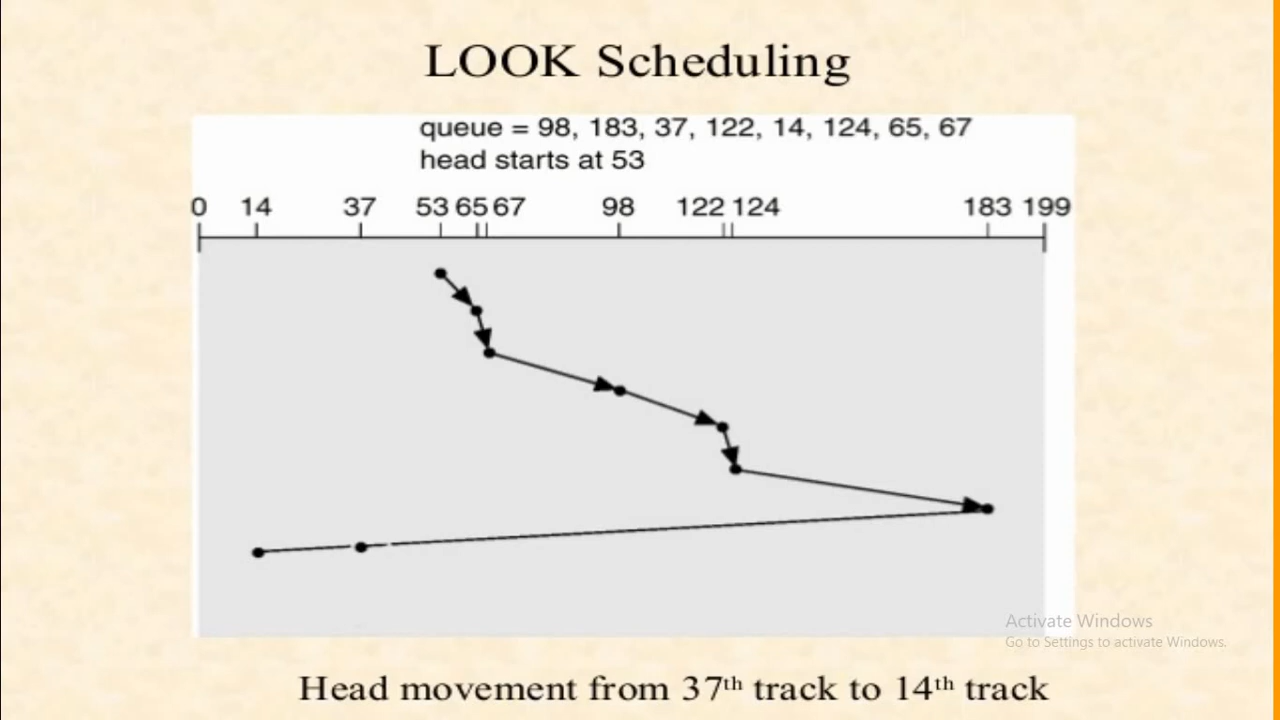 LOOK Scheduling
queue = 98, 183, 37, 122, 14, 124, 65, 67
head starts at 53
0 14 37 53 65 67 98 122 124 183 199
Activate Windows
Go to Settings to activate Windows.
Head movement from 37th track to 14th track